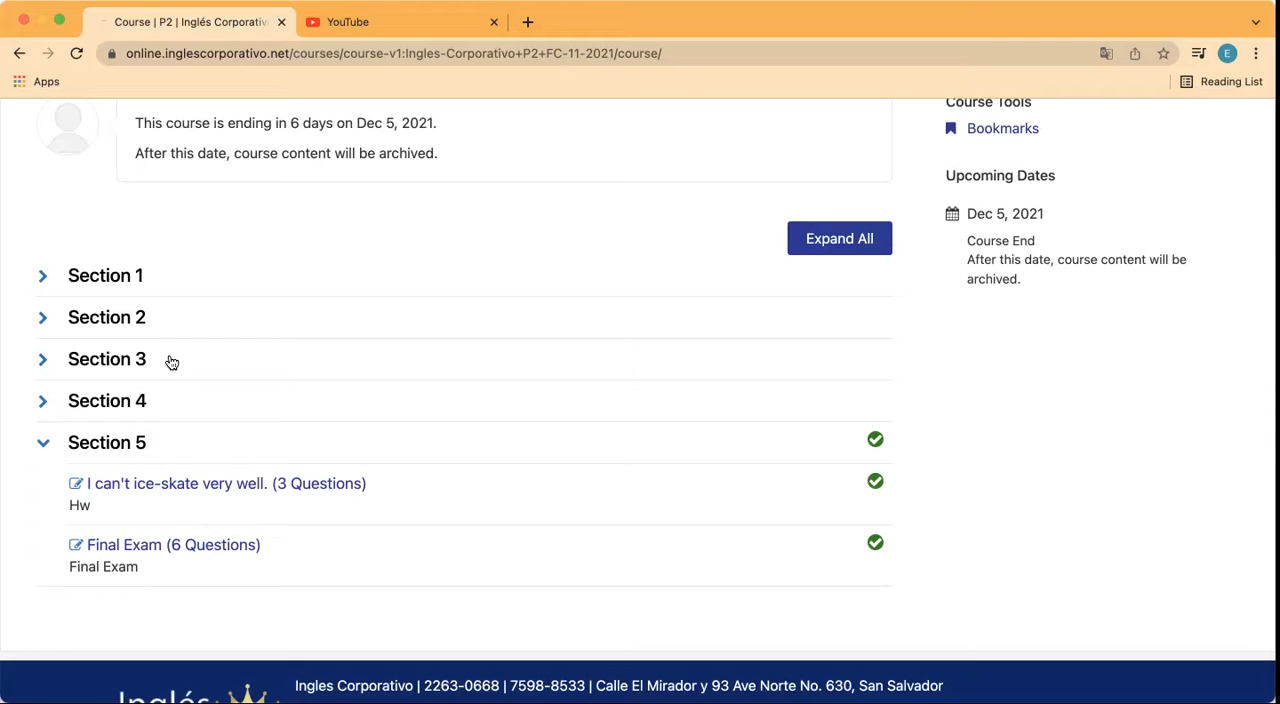 Course | P2 | Inglés Corporativ
YouTube
online.inglescorporativo.net/courses/course-v1:Ingles-Corporativo+P2+FC-11-2021/course/
E
Apps
Reading List
This course is ending in 6 days on Dec 5, 2021.
After this date, course content will be archived.
Course Tools
Bookmarks
Upcoming Dates
Dec 5, 2021
Course End
After this date, course content will be
archived.
Expand All
Section 1
Section 2
Section 3
Section 4
Section 5
I can't ice-skate very well. (3 Questions)
Hw
Final Exam (6 Questions)
Final Exam
Inglés
Ingles Corporativo | 2263-0668 | 7598-8533 | Calle El Mirador y 93 Ave Norte No. 630, San Salvador